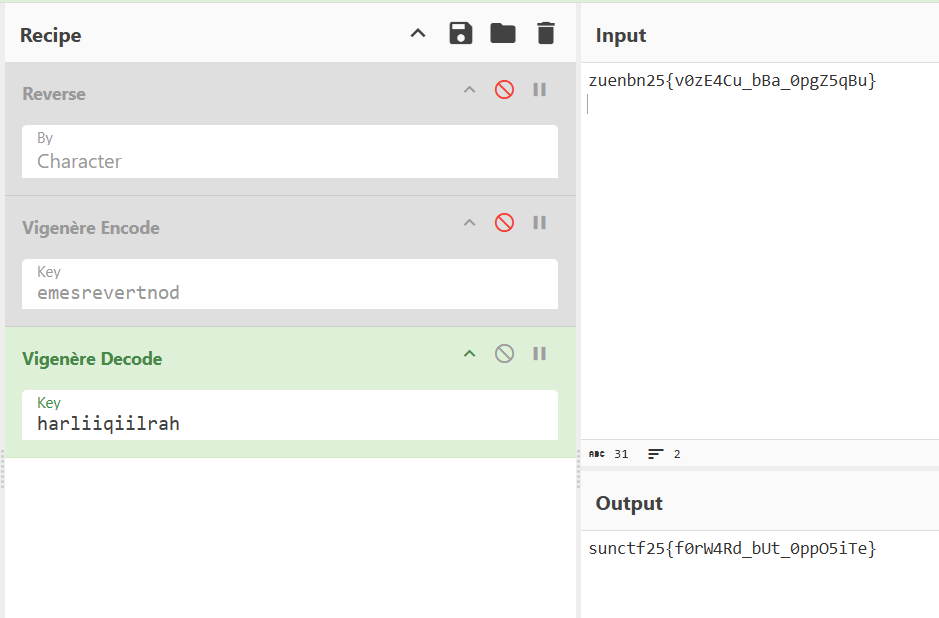 Recipe
Reverse
By
Character
Vigenère Encode
Key
emesrevertnod
Vigenère Decode
Key
harliiqiilrah
Input
zuenbn25{v0zE4Cu_bBa_0pgZ5qBu}
ABC 31 2
Output
sunctf25{f0rW4Rd_bUt_0ppO5iTe}